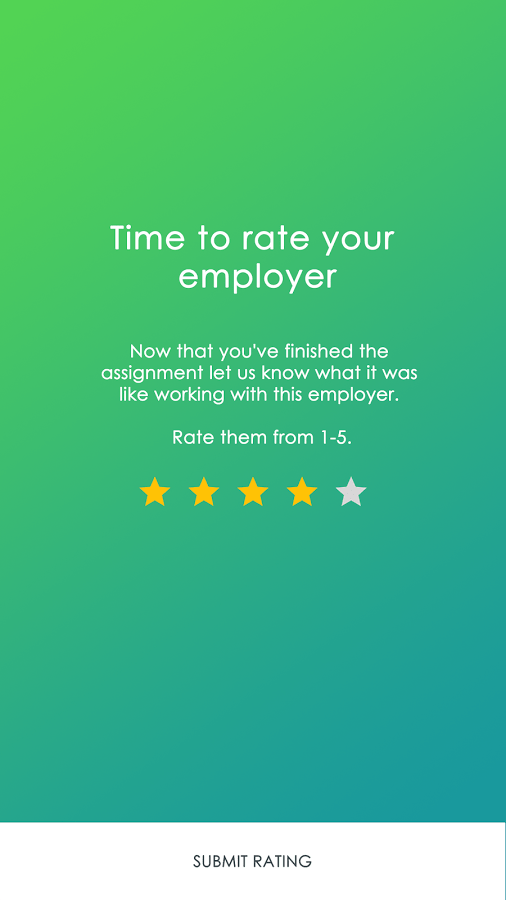 Time to rate your
employer
Now that you've finished the
assignment let us know what it was
like working with this employer.
Rate them from 1-5.
SUBMIT RATING